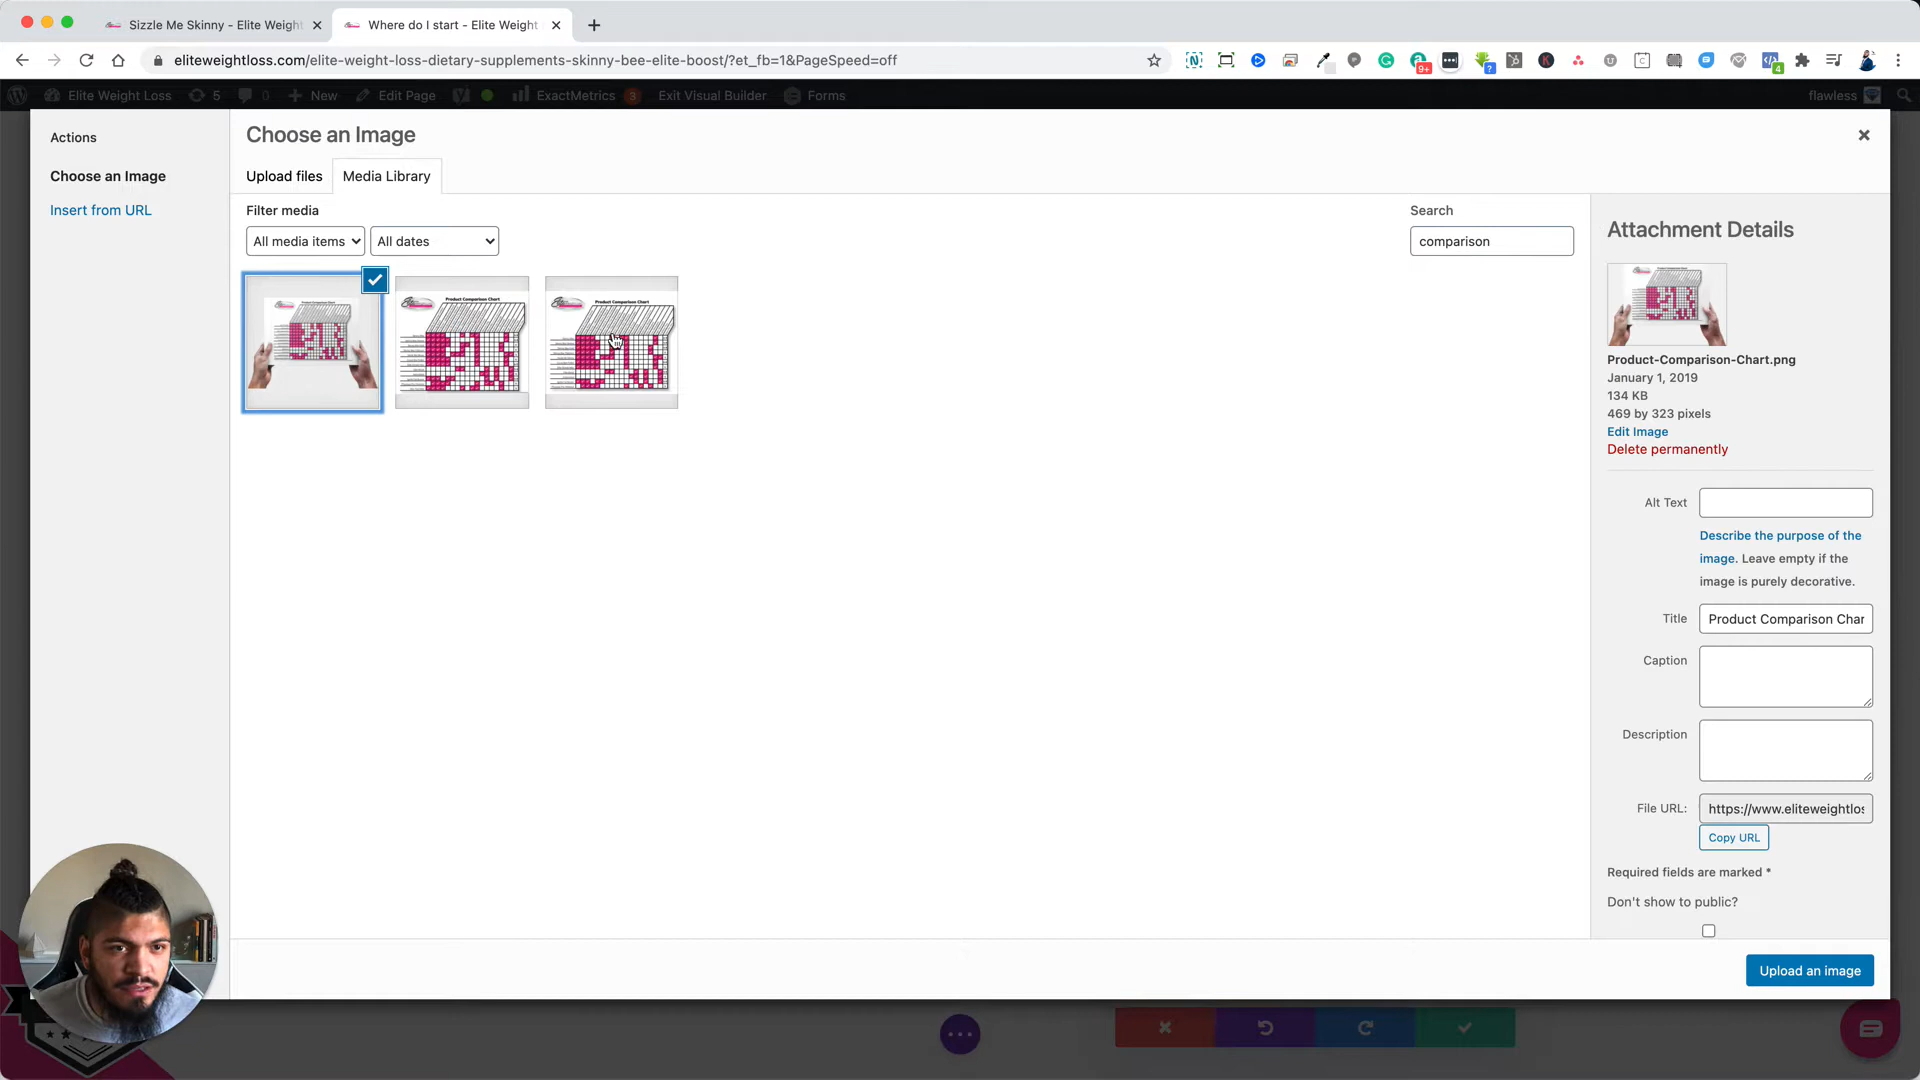 Sizzle Me Skinny - Elite Weight
Where do I start - Elite Weight
eliteweightloss.com/elite-weight-loss-dietary-supplements-skinny-bee-elite-boost/?et_fb=1&PageSpeed=off
9+
?
4
Elite Weight Loss
5
0
New
Edit Page
ExactMetrics
3
Exit Visual Builder
Forms
flawless
Actions
Choose an Image
Insert from URL
Choose an Image
Upload files
Media Library
Filter media
All media items
All dates
Search
comparison
Product Comparison Chart
Product Comparison Chart
Attachment Details
Product-Comparison-Chart.png
January 1, 2019
134 KB
469 by 323 pixels
Edit Image
Delete permanently
Alt Text
Describe the purpose of the
image. Leave empty if the
image is purely decorative.
Title
Product Comparison Char
Caption
Description
File URL:
https://www.eliteweightlos
Copy URL
Required fields are marked *
Don't show to public?
Upload an image